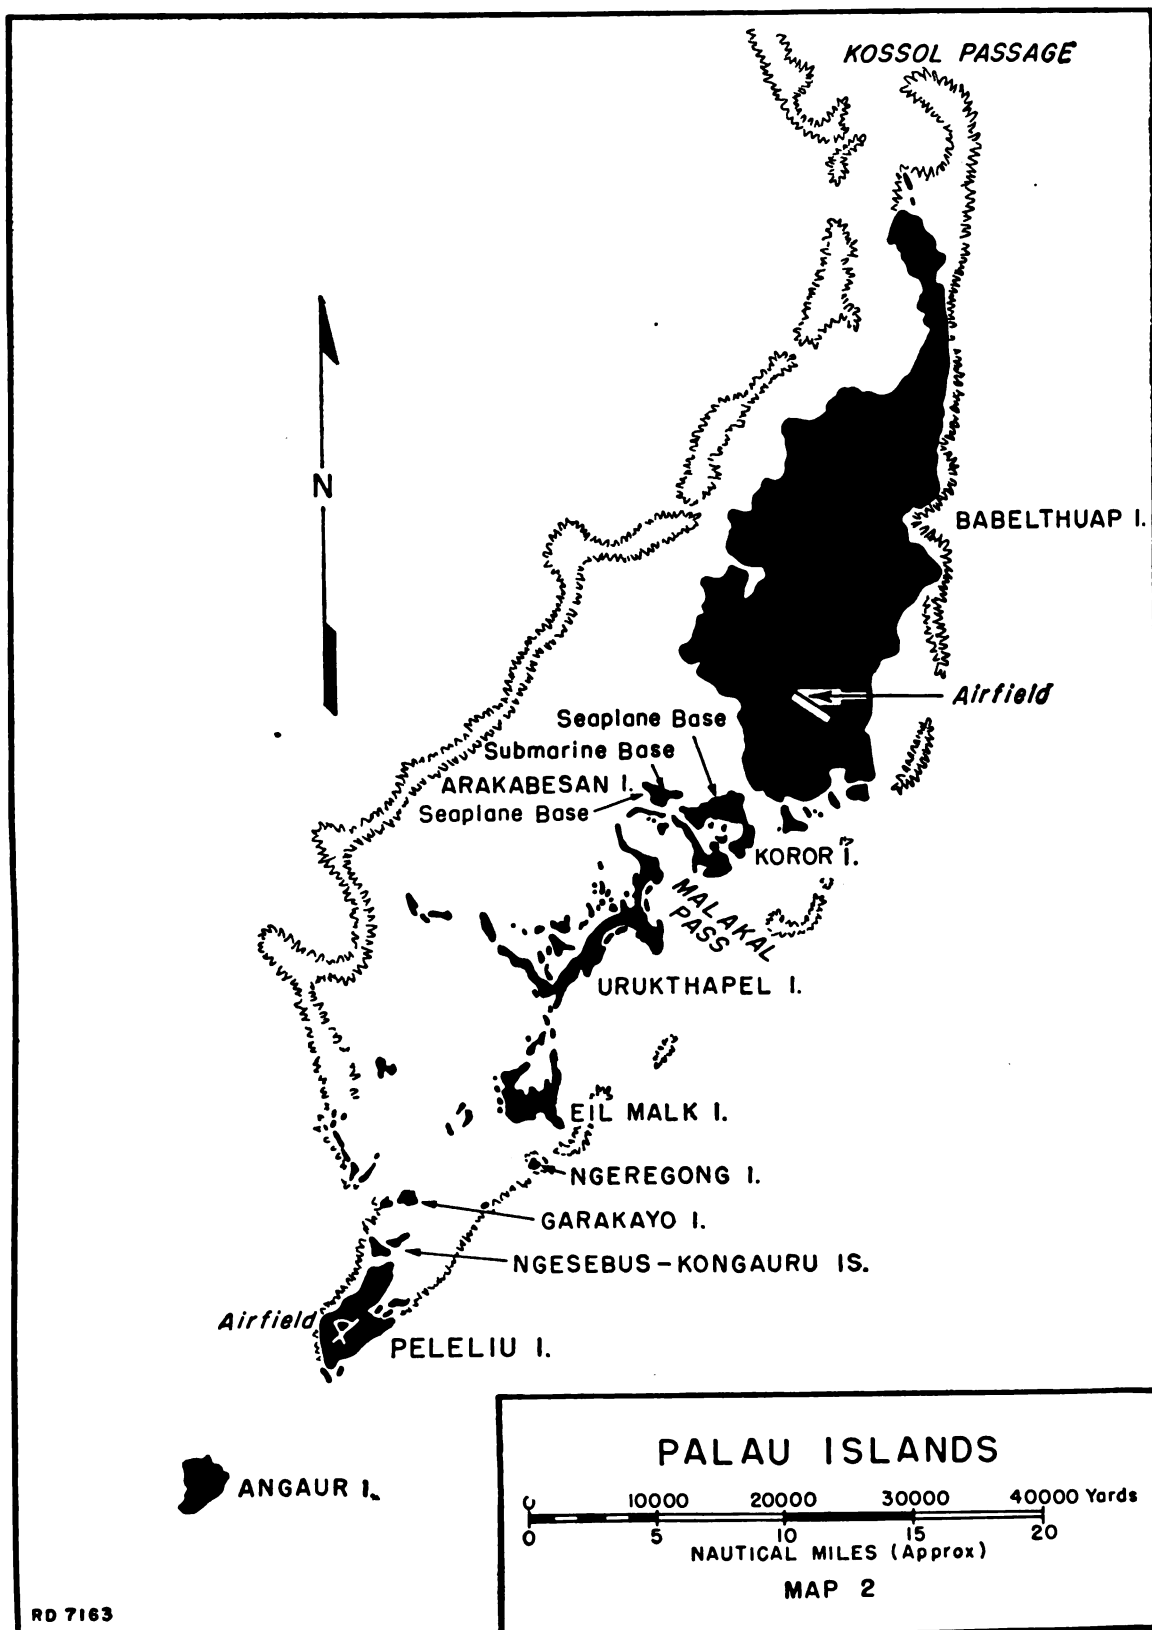 KOSSOL PASSAGE
N
BABELTHUAP I.
Airfield
Seaplane Base
Submarine Base
ARAKABESAN I.
Seaplane Base
KOROR I.
MALAKAL
PASS
URUKTHAPEL I.
EIL MALK I.
NGEREGONG I.
GARAKAYO I.
NGESEBUS-KONGAURU IS.
Airfield
PELELIU I.
ANGAUR I.
PALAU ISLANDS
0 10000 20000 30000 40000 Yards
0 5 10 15 20
NAUTICAL MILES (Approx)
MAP 2
RD 7163